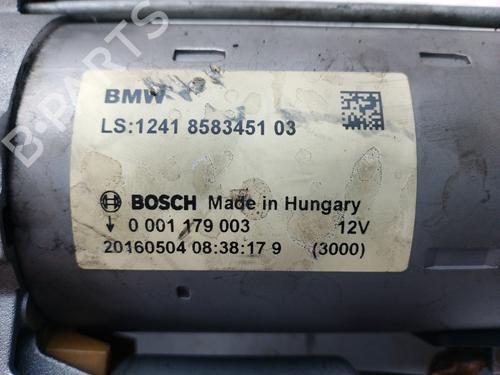 B-PARTS
BMW
LS:1241 8583451 03
BOSCH Made in Hungary
0 001 179 003 12V
20160504 08:38:17 9 (3000)